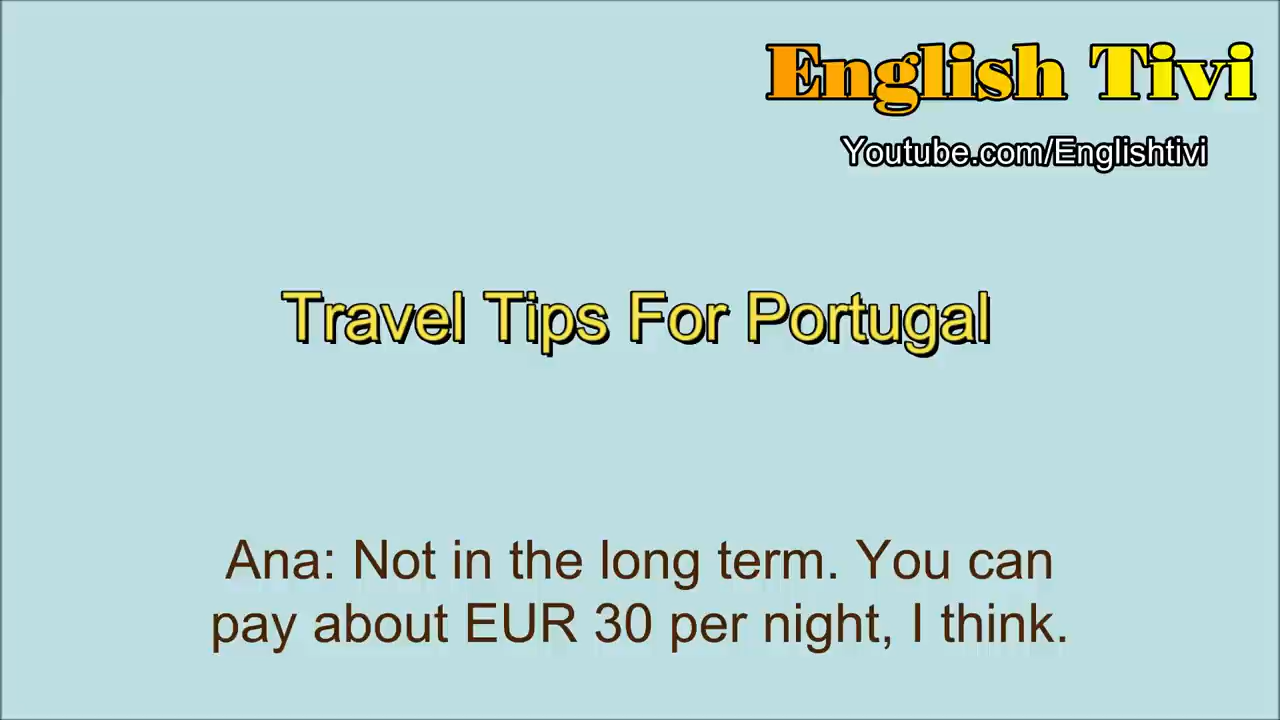 English Tivi
Youtube.com/Englishtivi
Travel Tips For Portugal
Ana: Not in the long term. You can
pay about EUR 30 per night, I think.